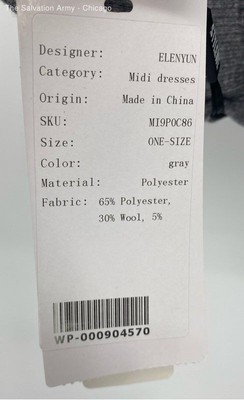 The Salvation Army - Chicago
Designer: ELENYUN
Category: Midi dresses
Origin: Made in China
SKU: MI9POC86
Size: ONE-SIZE
Color: gray
Material: Polyester
Fabric: 65% Polyester,
30% Wool, 5%
WP-000904570